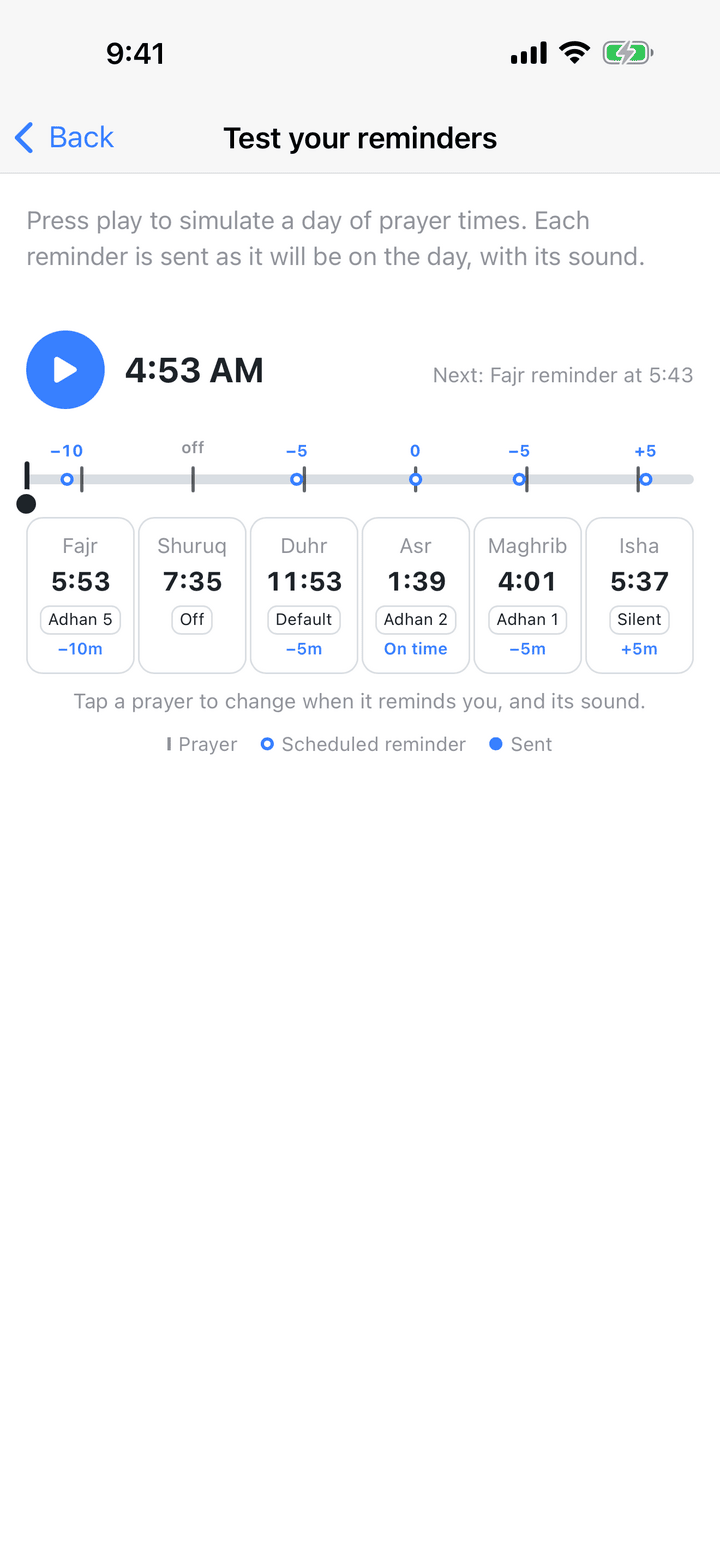 9:41
Back
Test your reminders
Press play to simulate a day of prayer times. Each
reminder is sent as it will be on the day, with its sound.
4:53 AM
Next: Fajr reminder at 5:43
−10
off
−5
0
−5
+5
Fajr
5:53
Adhan 5
−10m
Shuruq
7:35
Off
Duhr
11:53
Default
−5m
Asr
1:39
Adhan 2
On time
Maghrib
4:01
Adhan 1
−5m
Isha
5:37
Silent
+5m
Tap a prayer to change when it reminds you, and its sound.
Prayer
Scheduled reminder
Sent